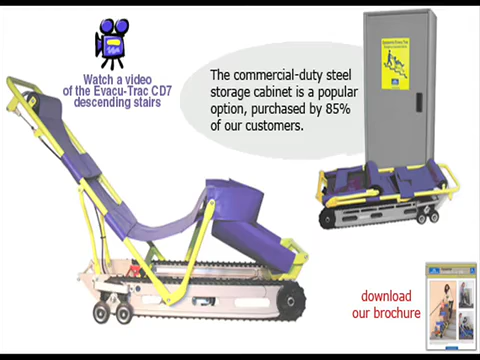 Watch a video
of the Evacu-Trac CD7
descending stairs
The commercial-duty steel
storage cabinet is a popular
option, purchased by 85%
of our customers.
download
our brochure